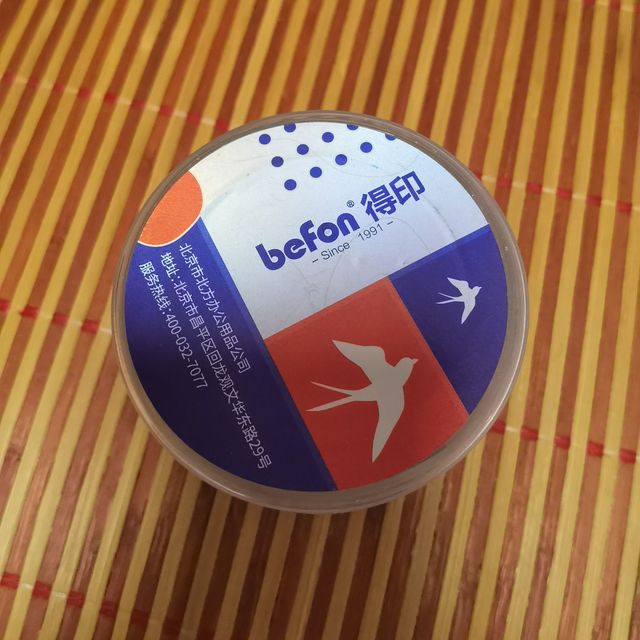 befon® 得印
- Since 1991 -
北京市北方办公用品公司
地址:北京市昌平区回龙观文华东路29号
服务热线:400-032-7077